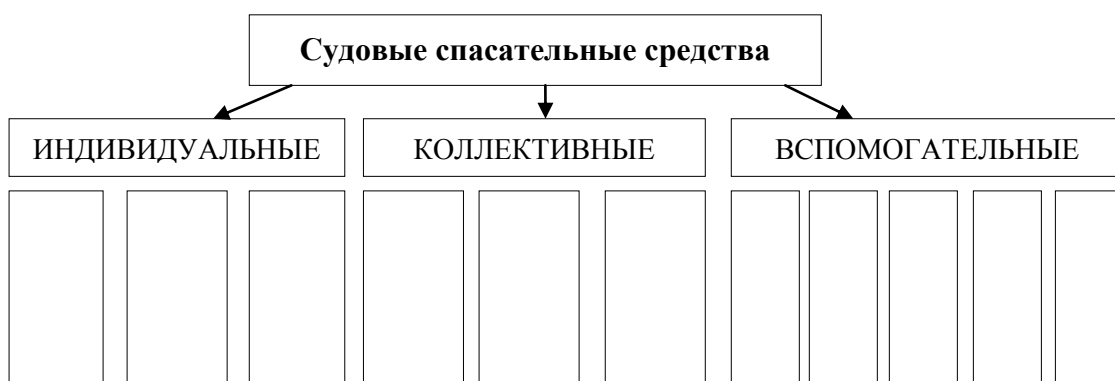 Судовые спасательные средства
ИНДИВИДУАЛЬНЫЕ
КОЛЛЕКТИВНЫЕ
ВСПОМОГАТЕЛЬНЫЕ